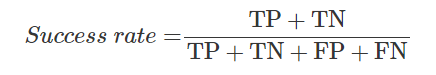 Success rate = TP + TN / TP + TN + FP + FN